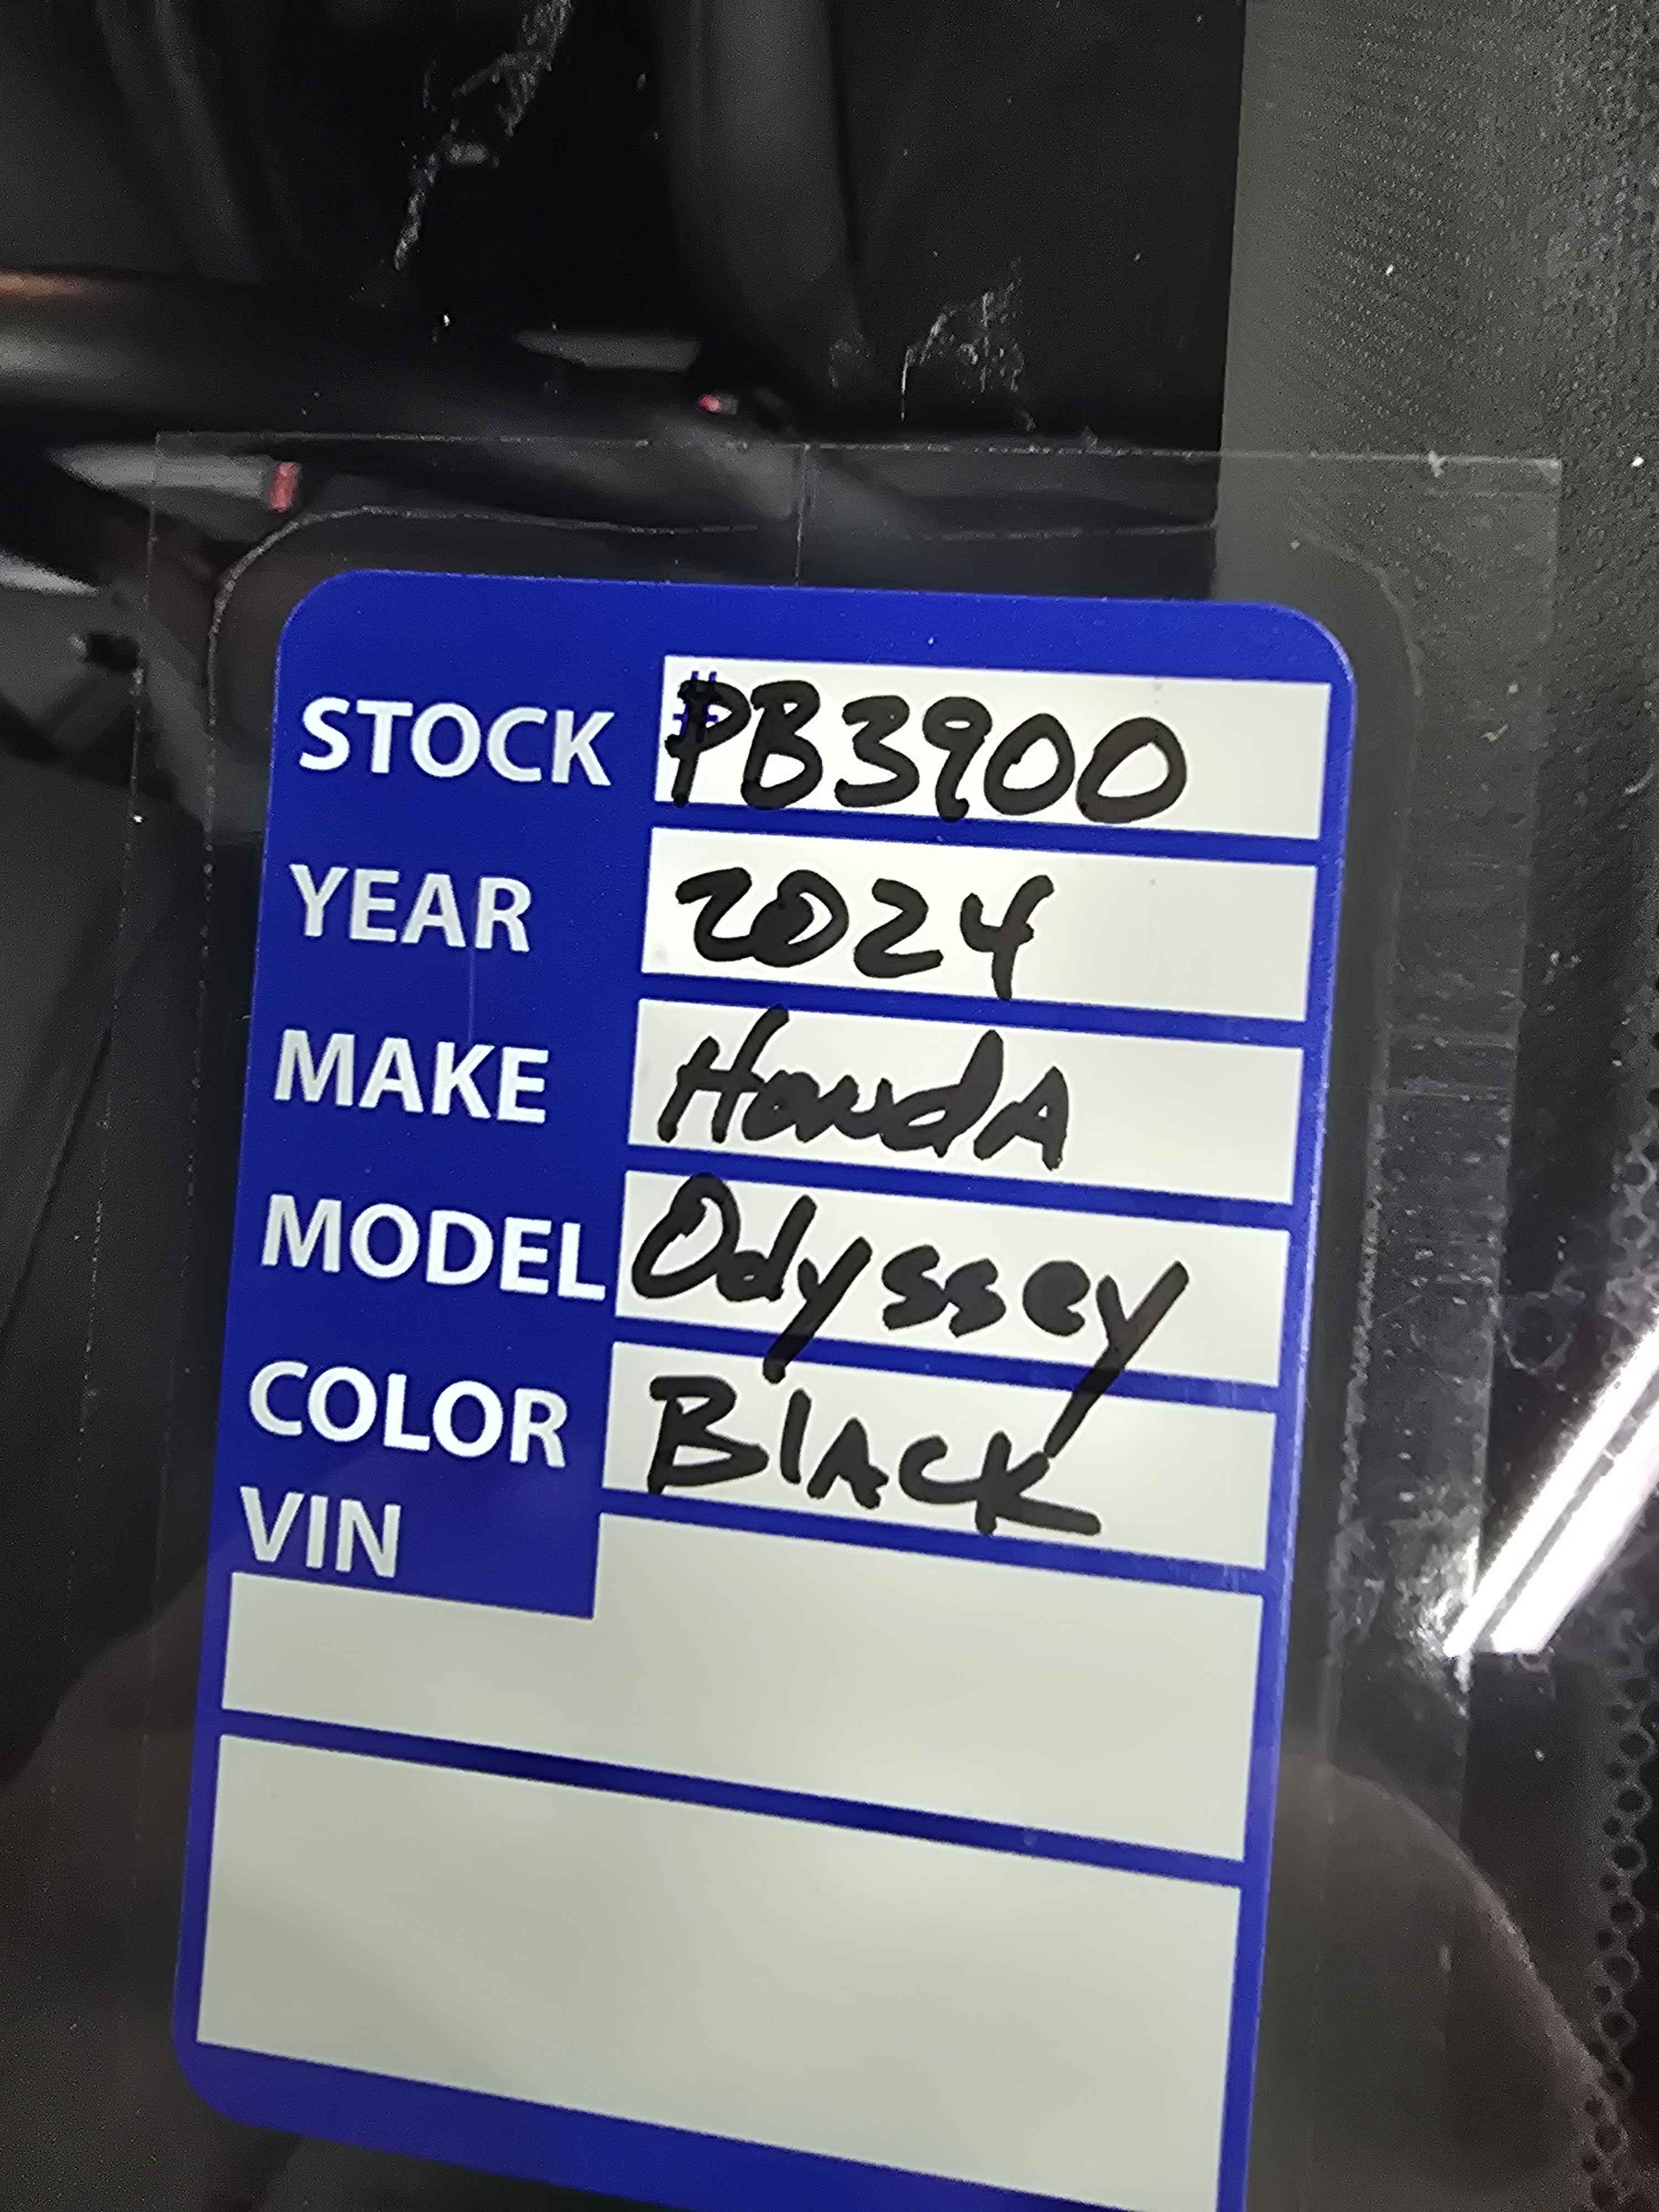 STOCK #PB3900
YEAR 2024
MAKE HondA
MODEL Odyssey
COLOR BlAck
VIN